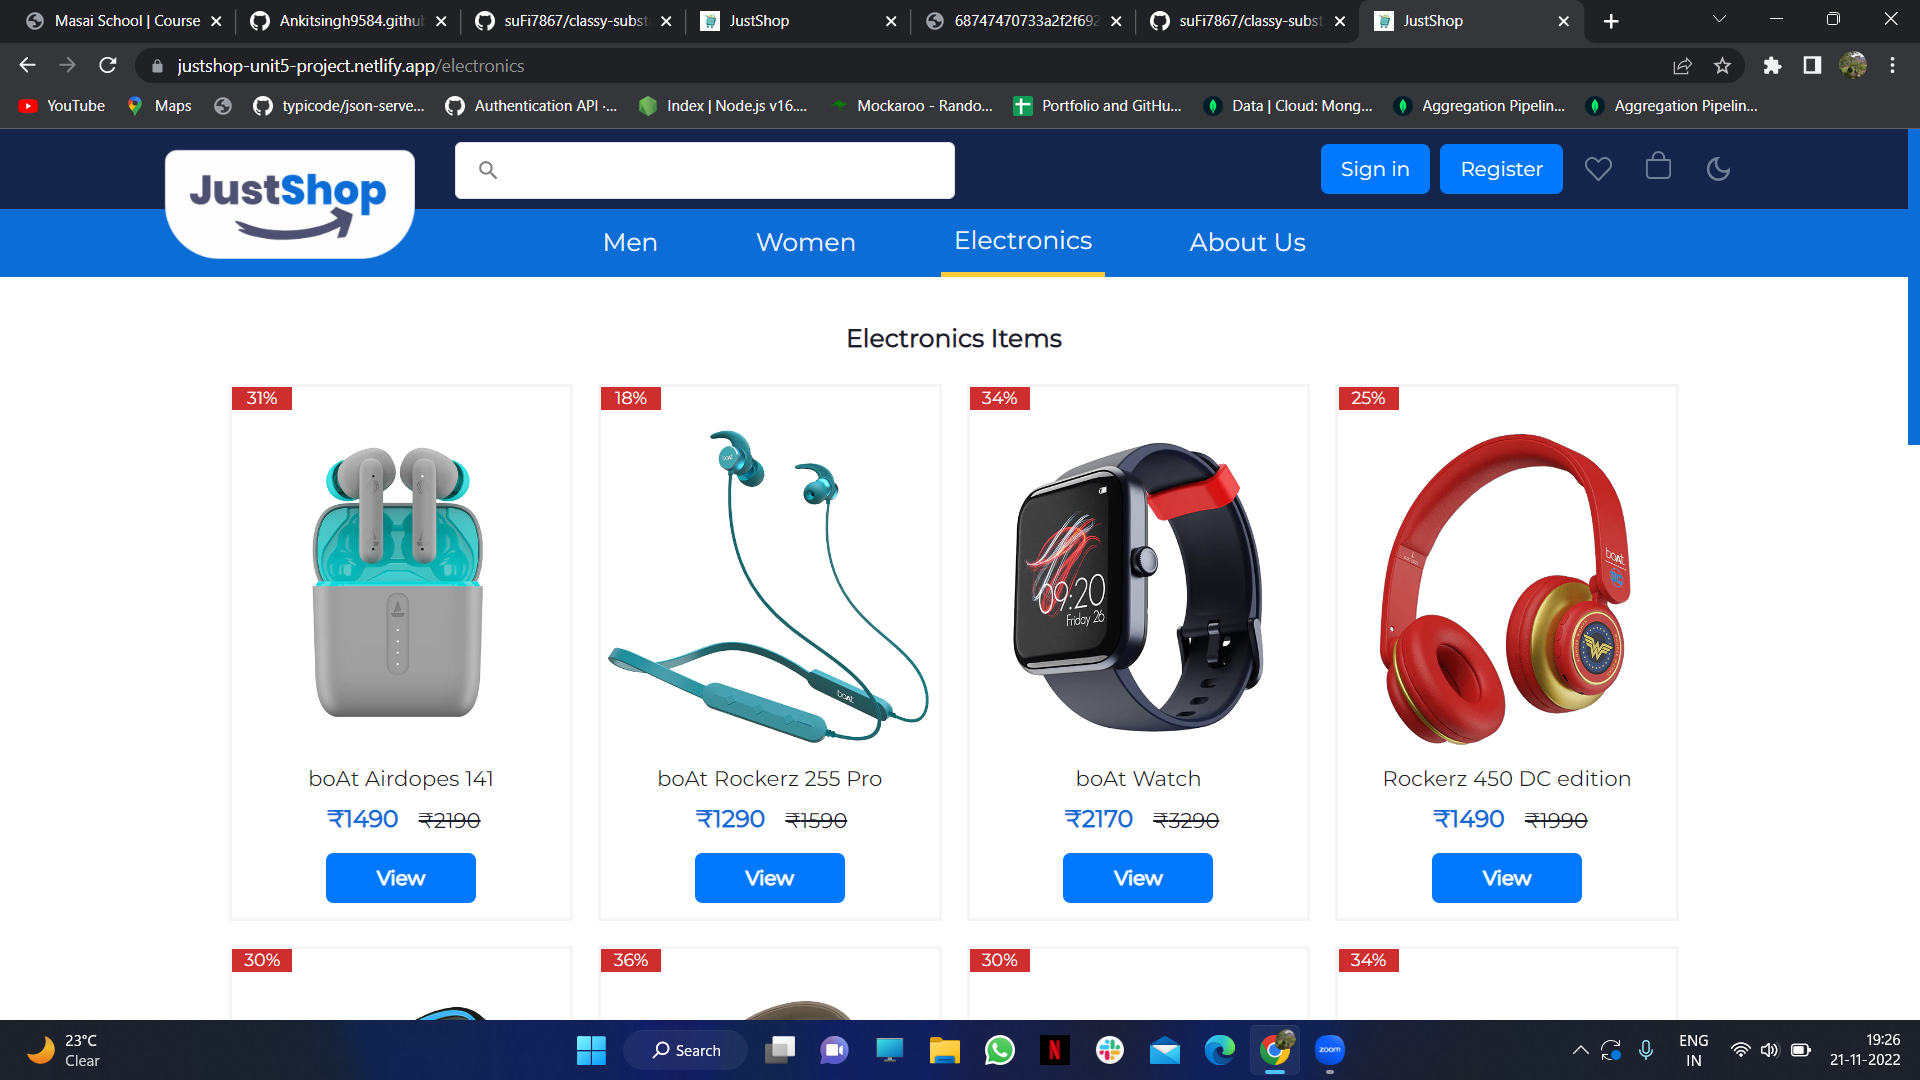 Masai School | Course
Ankitsingh9584.githu
suFi7867/classy-subst
JustShop
68747470733a2f2f692
suFi7867/classy-subst
JustShop
justshop-unit5-project.netlify.app/electronics
YouTube
Maps
typicode/json-serve...
Authentication API ·...
Index | Node.js v16....
Mockaroo - Rando...
Portfolio and GitHu...
Data | Cloud: Mong...
Aggregation Pipelin...
Aggregation Pipelin...
JustShop
Sign in
Register
Men
Women
Electronics
About Us
Electronics Items
31%
18%
34%
25%
boAt
boAt
09:20
Friday 26
boAt
boAt Airdopes 141
boAt Rockerz 255 Pro
boAt Watch
Rockerz 450 DC edition
₹1490 ₹2190
₹1290 ₹1590
₹2170 ₹3290
₹1490 ₹1990
View
View
View
View
30%
36%
30%
34%
23°C
Clear
Search
N
zoom
ENG
IN
19:26
21-11-2022